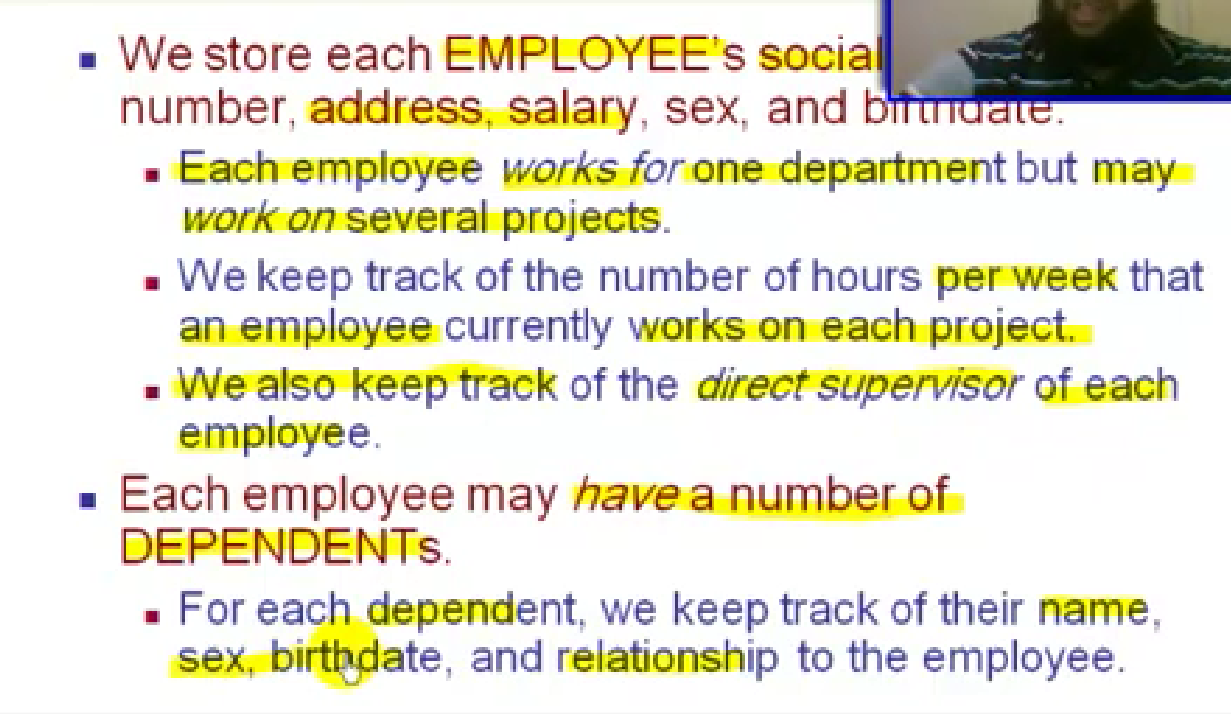 We store each EMPLOYEE's social
number, address, salary, sex, and birthdate.
Each employee works for one department but may
work on several projects.
We keep track of the number of hours per week that
an employee currently works on each project.
We also keep track of the direct supervisor of each
employee.
Each employee may have a number of
DEPENDENTs.
For each dependent, we keep track of their name,
sex, birthdate, and relationship to the employee.